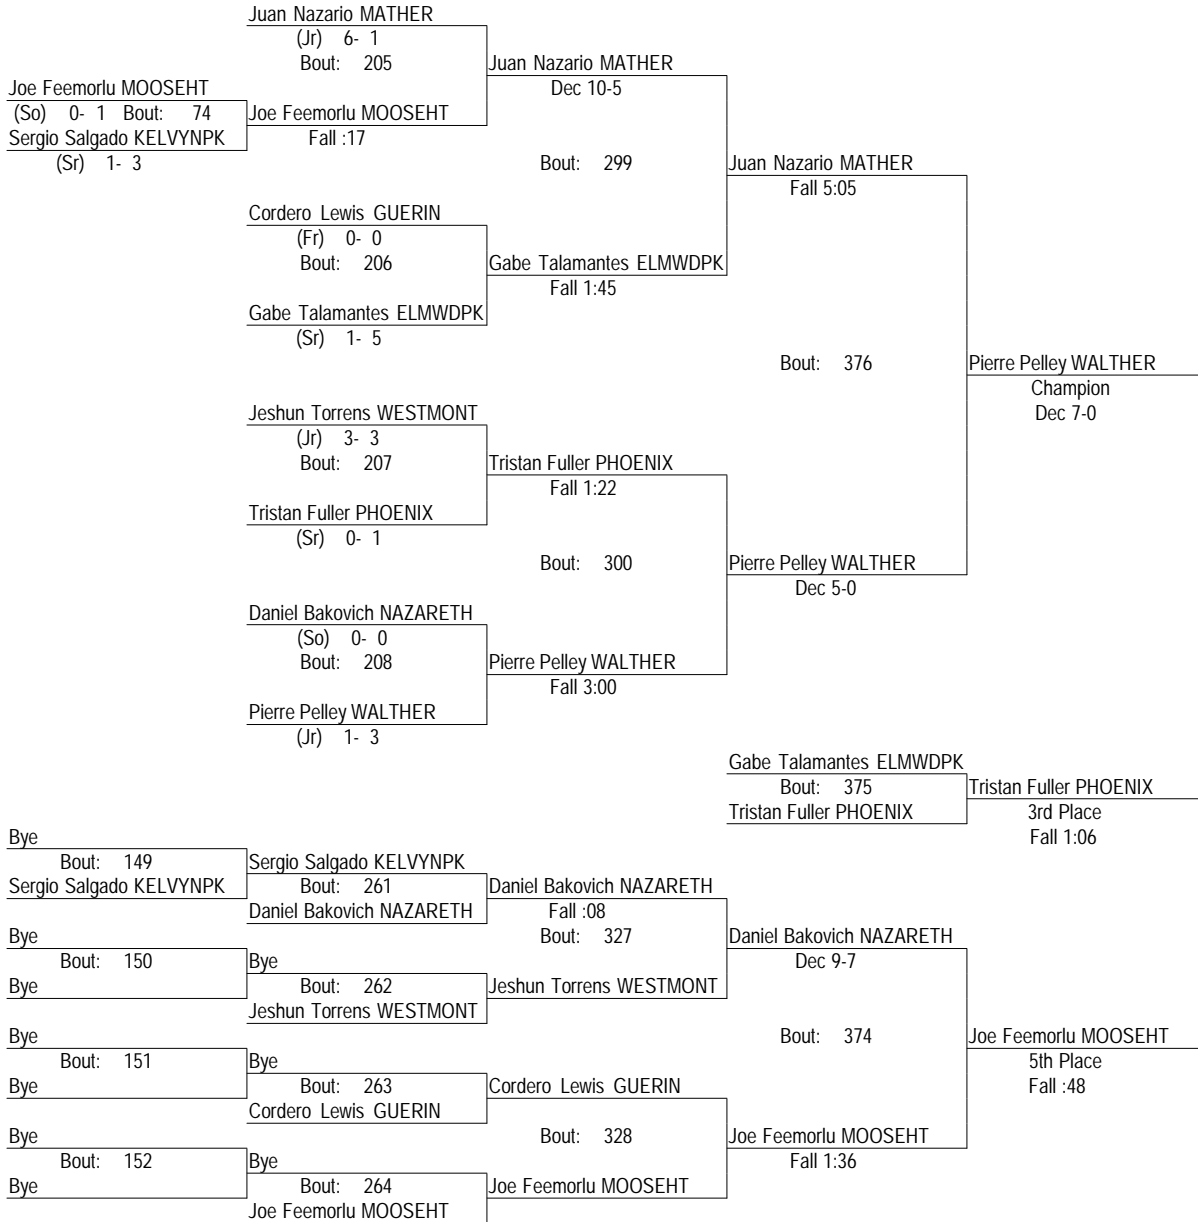 Juan Nazario MATHER
(Jr) 6- 1
Bout: 205
Juan Nazario MATHER
Dec 10-5
Joe Feemorlu MOOSEHT
(So) 0- 1 Bout: 74
Joe Feemorlu MOOSEHT
Sergio Salgado KELVYNPK
Fall :17
(Sr) 1- 3
Bout: 299
Juan Nazario MATHER
Fall 5:05
Cordero Lewis GUERIN
(Fr) 0- 0
Bout: 206
Gabe Talamantes ELMWDPK
Fall 1:45
Gabe Talamantes ELMWDPK
(Sr) 1- 5
Bout: 376
Pierre Pelley WALTHER
Champion
Dec 7-0
Jeshun Torrens WESTMONT
(Jr) 3- 3
Bout: 207
Tristan Fuller PHOENIX
Fall 1:22
Tristan Fuller PHOENIX
(Sr) 0- 1
Bout: 300
Pierre Pelley WALTHER
Dec 5-0
Daniel Bakovich NAZARETH
(So) 0- 0
Bout: 208
Pierre Pelley WALTHER
Fall 3:00
Pierre Pelley WALTHER
(Jr) 1- 3
Gabe Talamantes ELMWDPK
Bout: 375
Tristan Fuller PHOENIX
Tristan Fuller PHOENIX
3rd Place
Fall 1:06
Bye
Bout: 149
Sergio Salgado KELVYNPK
Sergio Salgado KELVYNPK
Bout: 261
Daniel Bakovich NAZARETH
Daniel Bakovich NAZARETH
Fall :08
Bye
Bout: 327
Daniel Bakovich NAZARETH
Bout: 150
Bye
Dec 9-7
Bye
Bout: 262
Jeshun Torrens WESTMONT
Jeshun Torrens WESTMONT
Bye
Bout: 374
Joe Feemorlu MOOSEHT
Bout: 151
Bye
5th Place
Bye
Bout: 263
Cordero Lewis GUERIN
Fall :48
Cordero Lewis GUERIN
Bye
Bout: 328
Joe Feemorlu MOOSEHT
Bout: 152
Bye
Fall 1:36
Bye
Bout: 264
Joe Feemorlu MOOSEHT
Joe Feemorlu MOOSEHT